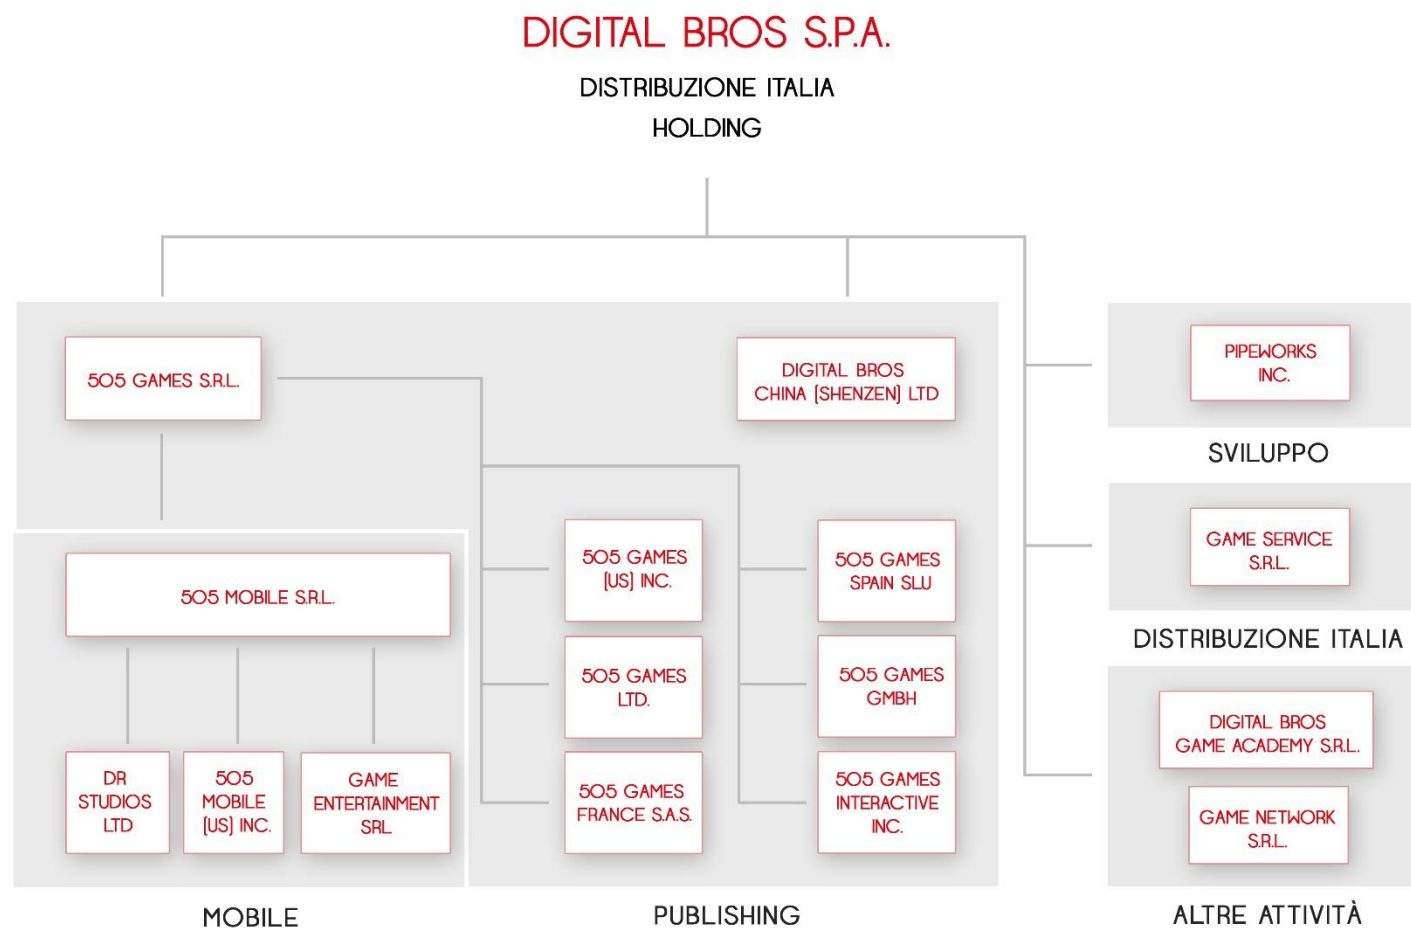 DIGITAL BROS S.P.A.
DISTRIBUZIONE ITALIA
HOLDING
505 GAMES S.R.L.
DIGITAL BROS
CHINA (SHENZEN) LTD
PIPEWORKS
INC.
SVILUPPO
GAME SERVICE
S.R.L.
DISTRIBUZIONE ITALIA
505 MOBILE S.R.L.
505 GAMES
(US) INC.
505 GAMES
SPAIN SLU
505 GAMES
LTD.
505 GAMES
GMBH
DR
STUDIOS
LTD
505
MOBILE
(US) INC.
GAME
ENTERTAINMENT
SRL
505 GAMES
FRANCE S.A.S.
505 GAMES
INTERACTIVE
INC.
DIGITAL BROS
GAME ACADEMY S.R.L.
GAME NETWORK
S.R.L.
MOBILE
PUBLISHING
ALTRE ATTIVITÀ